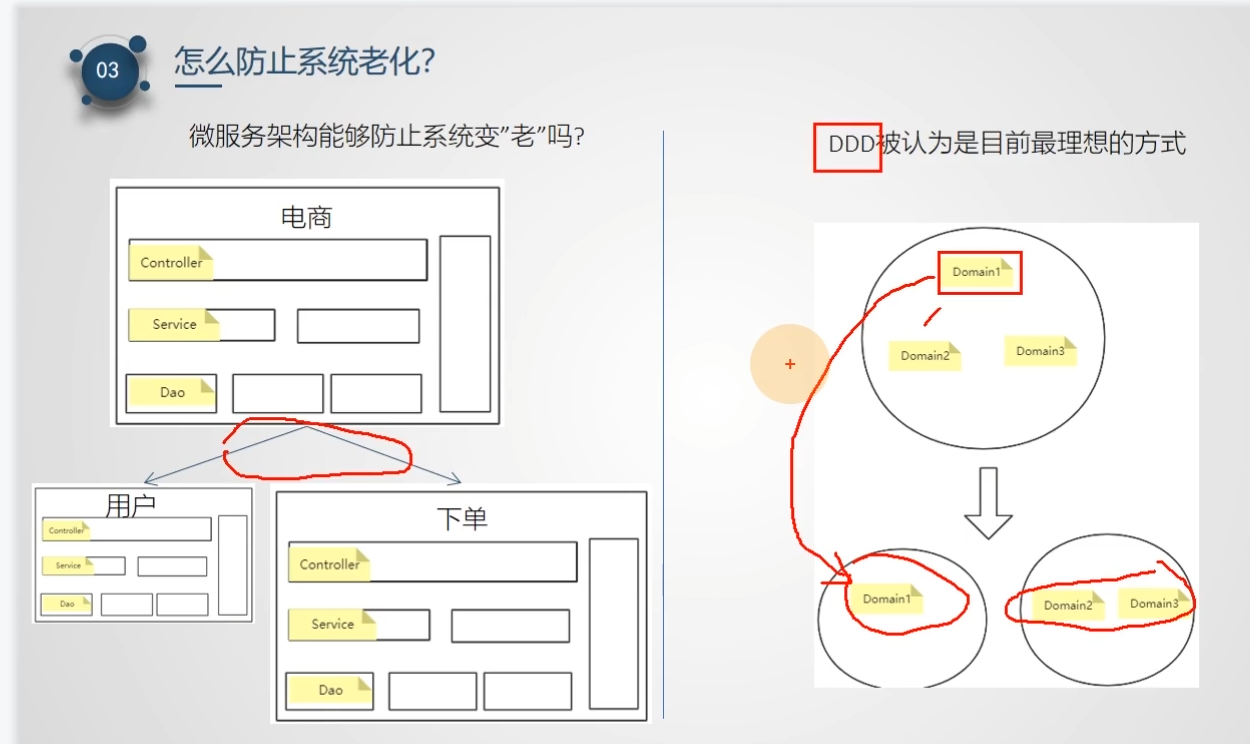 03
怎么防止系统老化?
微服务架构能够防止系统变”老”吗?
电商
Controller
Service
Dao
用户
Controller
Service
Dao
下单
Controller
Service
Dao
DDD被认为是目前最理想的方式
Domain1
Domain2
Domain3
Domain1
Domain2
Domain3